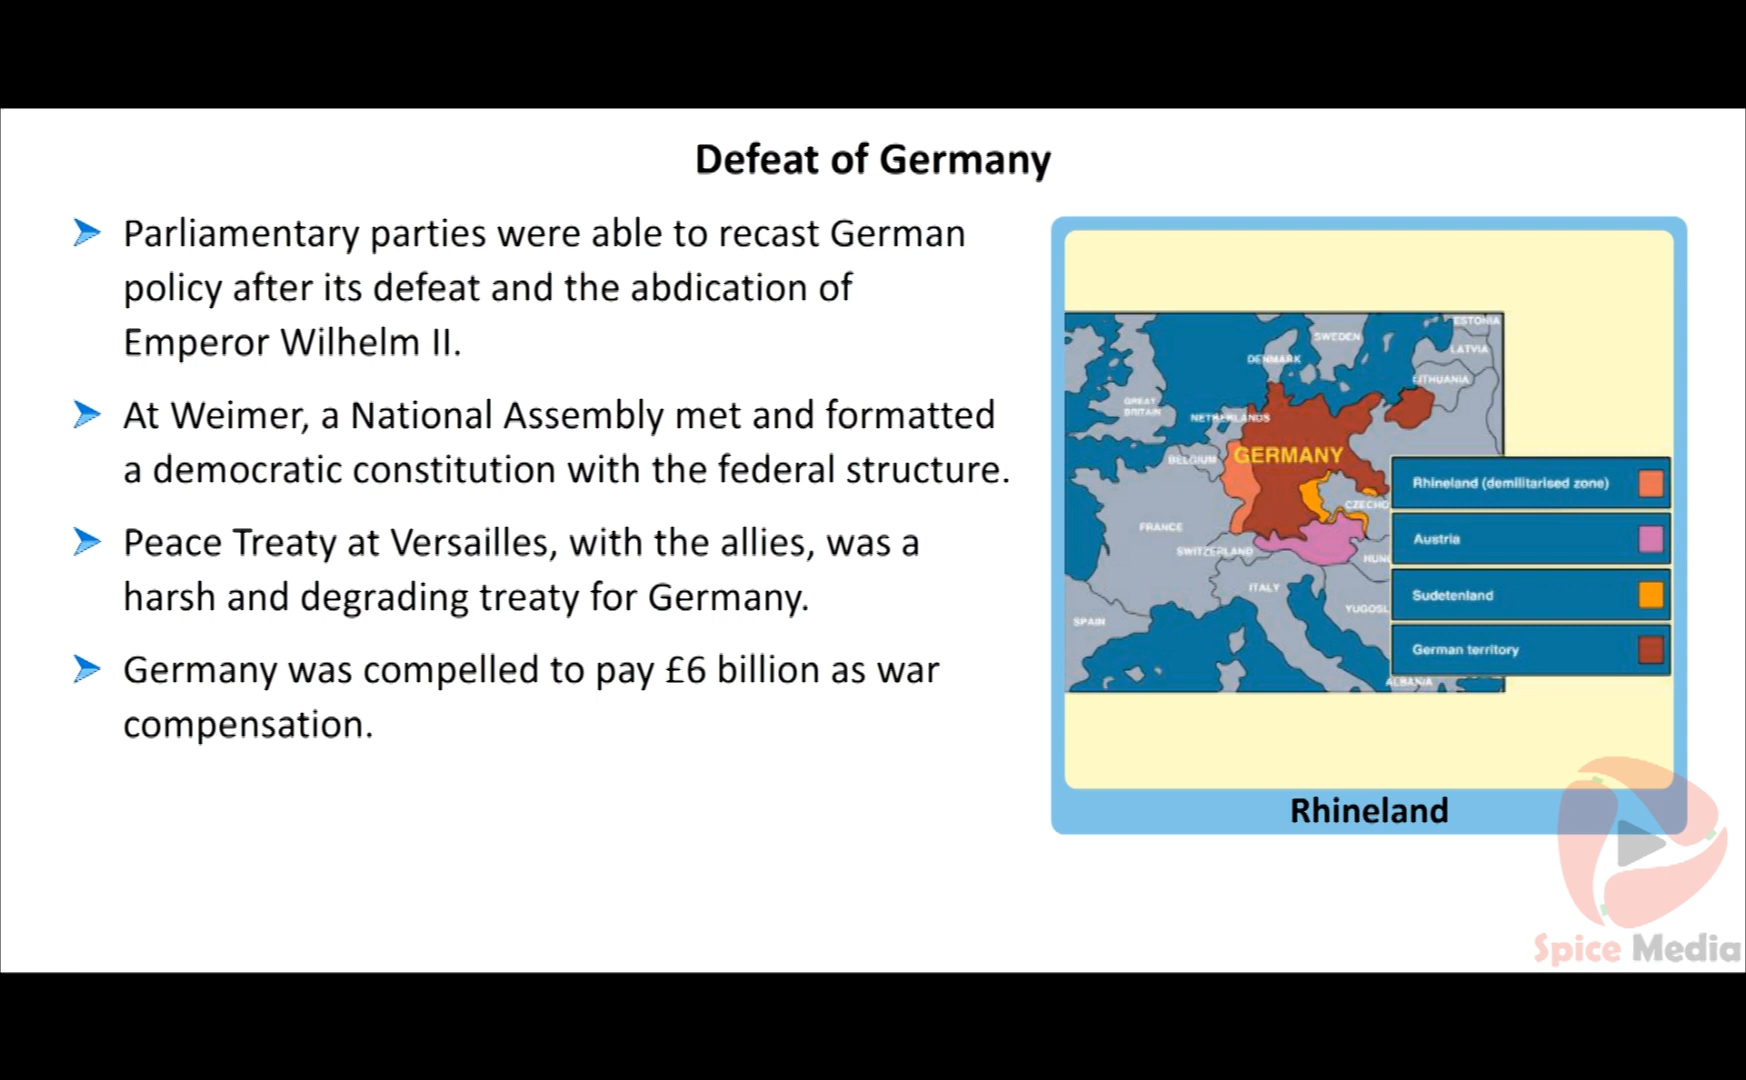 Defeat of Germany
Parliamentary parties were able to recast German
policy after its defeat and the abdication of
Emperor Wilhelm II.
At Weimer, a National Assembly met and formatted
a democratic constitution with the federal structure.
Peace Treaty at Versailles, with the allies, was a
harsh and degrading treaty for Germany.
Germany was compelled to pay £6 billion as war
compensation.
ESTONIA
SWEDEN
LATVIA
DENMARK
LITHUANIA
GREAT
BRITAIN
NETHERLANDS
GERMANY
BELGIUM
CZECHO
FRANCE
SWITZERLAND
HUNG
ITALY
YUGOSL
SPAIN
ALBANIA
Rhineland (demilitarised zone)
Austria
Sudetenland
German territory
Rhineland
Spice Media